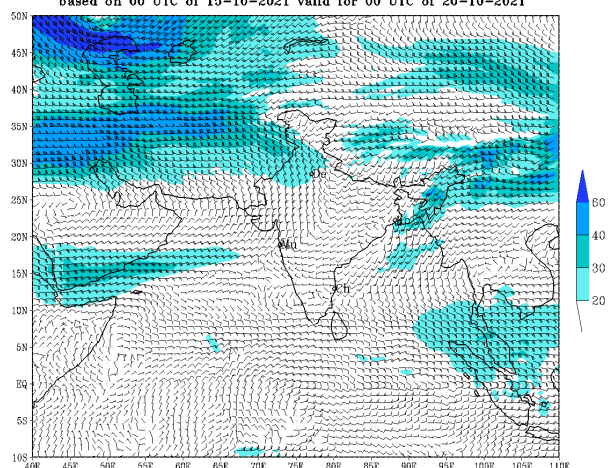 based on 00 UTC of 15-10-2021 valid for 00 UTC of 20-10-2021
50N
45N
40N
35N
30N
25N
20N
15N
10N
5N
EQ
5S
10S
De
Mu
Ch
60
40
30
20
40E 45E 50E 55E 60E 65E 70E 75E 80E 85E 90E 95E 100E 105E 110E